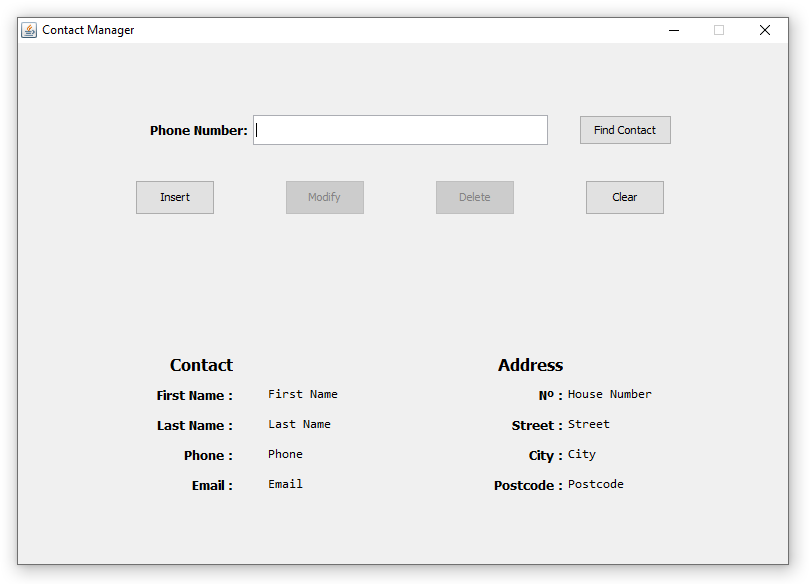 Contact Manager
Phone Number: Find Contact
Insert Modify Delete Clear
Contact Address
First Name : First Name Nº : House Number
Last Name : Last Name Street : Street
Phone : Phone City : City
Email : Email Postcode : Postcode